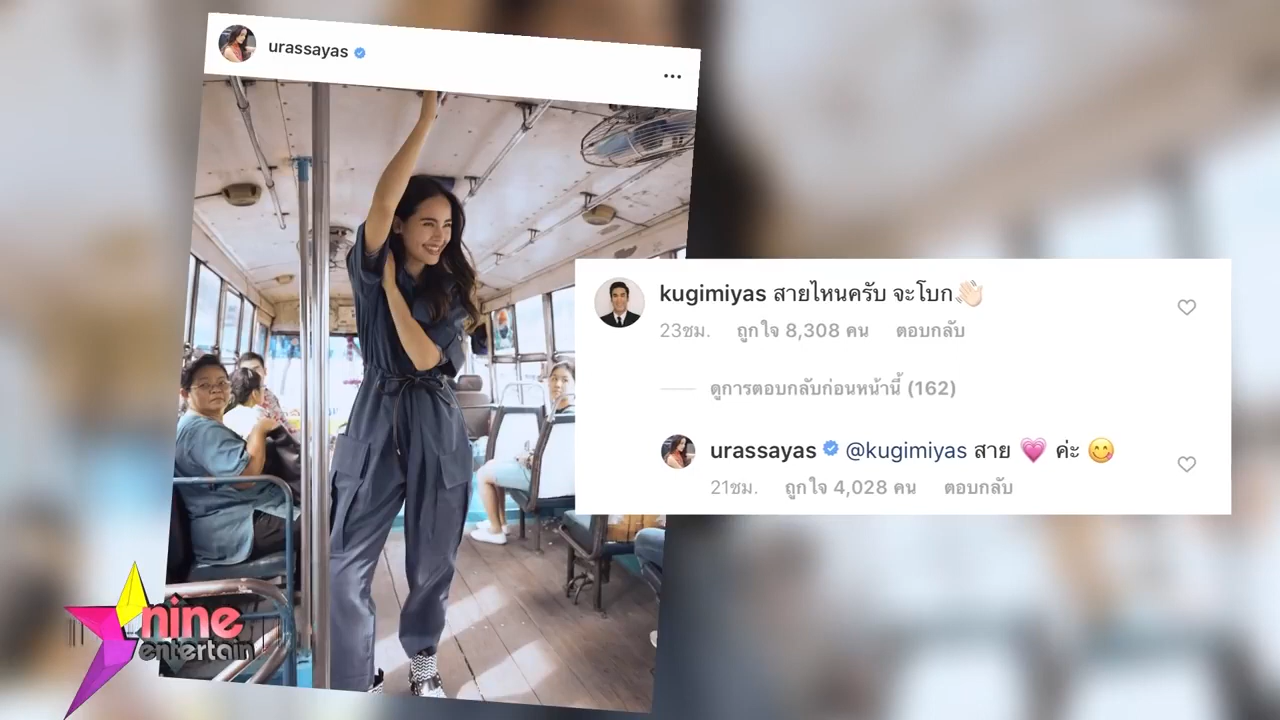 urassayas
kugimiyas สายไหนครับ จะโบก👋🏻
23ชม. ถูกใจ 8,308 คน ตอบกลับ
ดูการตอบกลับก่อนหน้านี้ (162)
urassayas @kugimiyas สาย 💗 ค่ะ 😋
21ชม. ถูกใจ 4,028 คน ตอบกลับ
nine
entertain